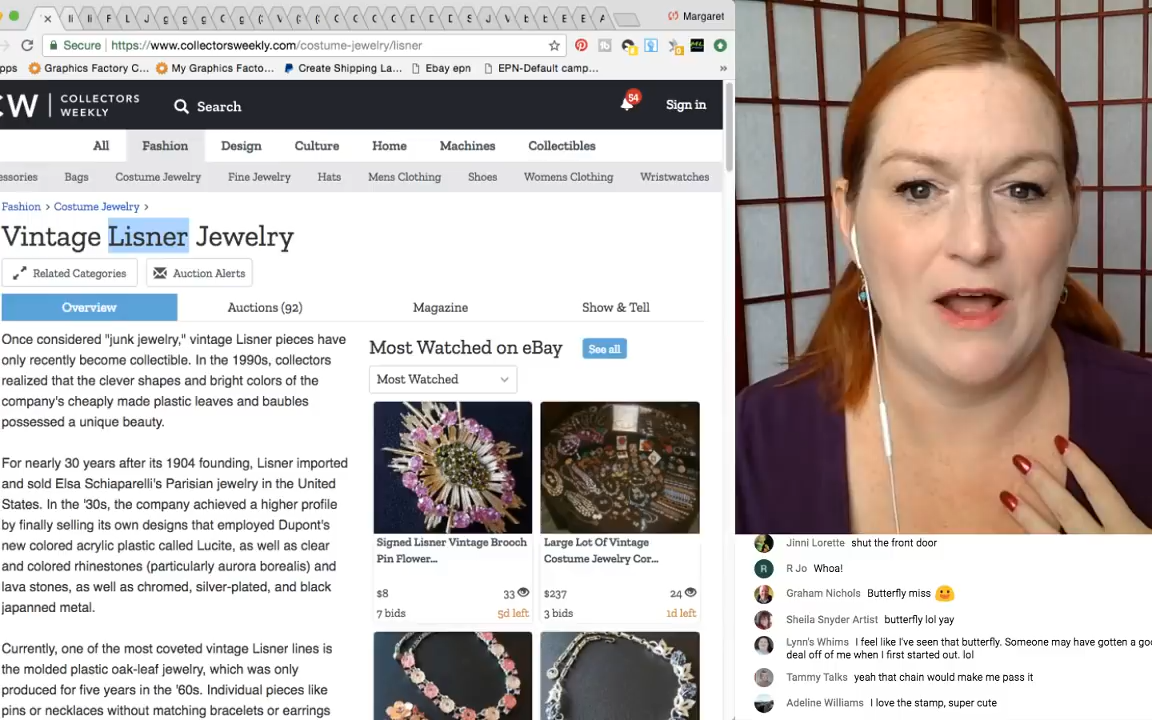 Margaret
Secure | https://www.collectorsweekly.com/costume-jewelry/lisner
Graphics Factory C... My Graphics Facto... Create Shipping La... Ebay epn EPN-Default camp... »
CW | COLLECTORS WEEKLY Search 54 Sign in
All Fashion Design Culture Home Machines Collectibles
essories Bags Costume Jewelry Fine Jewelry Hats Mens Clothing Shoes Womens Clothing Wristwatches
Fashion > Costume Jewelry >
Vintage Lisner Jewelry
Related Categories Auction Alerts
Overview Auctions (92) Magazine Show & Tell
Once considered "junk jewelry," vintage Lisner pieces have
only recently become collectible. In the 1990s, collectors
realized that the clever shapes and bright colors of the
company's cheaply made plastic leaves and baubles
possessed a unique beauty.
For nearly 30 years after its 1904 founding, Lisner imported
and sold Elsa Schiaparelli's Parisian jewelry in the United
States. In the '30s, the company achieved a higher profile
by finally selling its own designs that employed Dupont's
new colored acrylic plastic called Lucite, as well as clear
and colored rhinestones (particularly aurora borealis) and
lava stones, as well as chromed, silver-plated, and black
japanned metal.
Currently, one of the most coveted vintage Lisner lines is
the molded plastic oak-leaf jewelry, which was only
produced for five years in the '60s. Individual pieces like
pins or necklaces without matching bracelets or earrings
Most Watched on eBay See all
Most Watched
Signed Lisner Vintage Brooch
Pin Flower...
$8 33
7 bids 5d left
Large Lot Of Vintage
Costume Jewelry Cor...
$237 24
3 bids 1d left
Jinni Lorette shut the front door
R R Jo Whoa!
Graham Nichols Butterfly miss
Sheila Snyder Artist butterfly lol yay
Lynn's Whims I feel like I've seen that butterfly. Someone may have gotten a goo
deal off of me when I first started out. lol
Tammy Talks yeah that chain would make me pass it
Adeline Williams I love the stamp, super cute